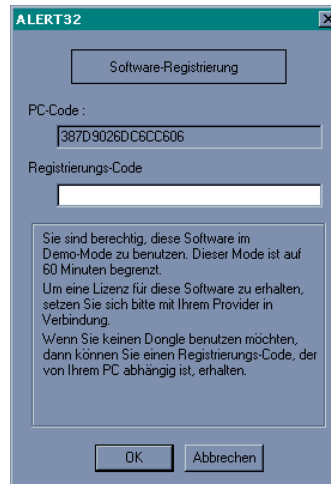 ALERT32
Software-Registrierung
PC-Code :
387D9026DC6CC606
Registrierungs-Code
Sie sind berechtig, diese Software im
Demo-Mode zu benutzen. Dieser Mode ist auf
60 Minuten begrenzt.
Um eine Lizenz für diese Software zu erhalten,
setzen Sie sich bitte mit Ihrem Provider in
Verbindung.
Wenn Sie keinen Dongle benutzen möchten,
dann können Sie einen Registrierungs-Code, der
von Ihrem PC abhängig ist, erhalten.
OK
Abbrechen